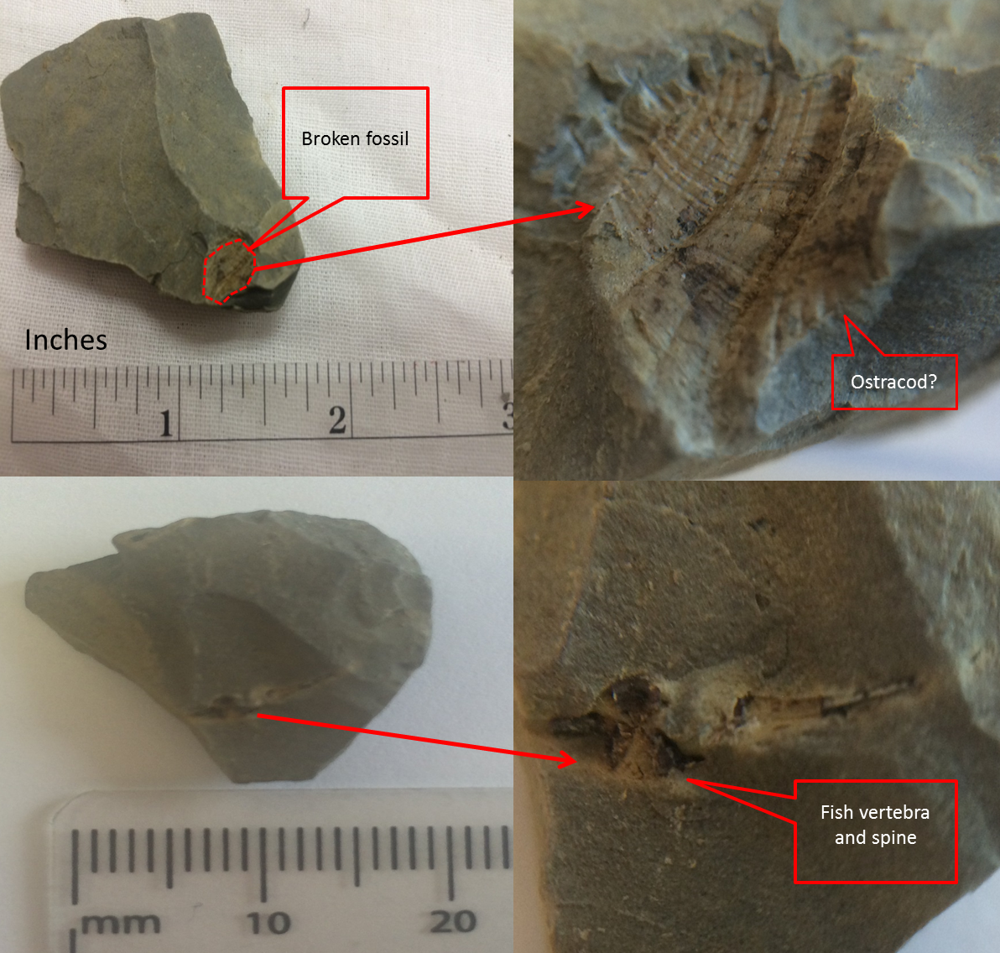 Broken fossil
Inches
1
2
3
Ostracod?
mm
10
20
Fish vertebra
and spine